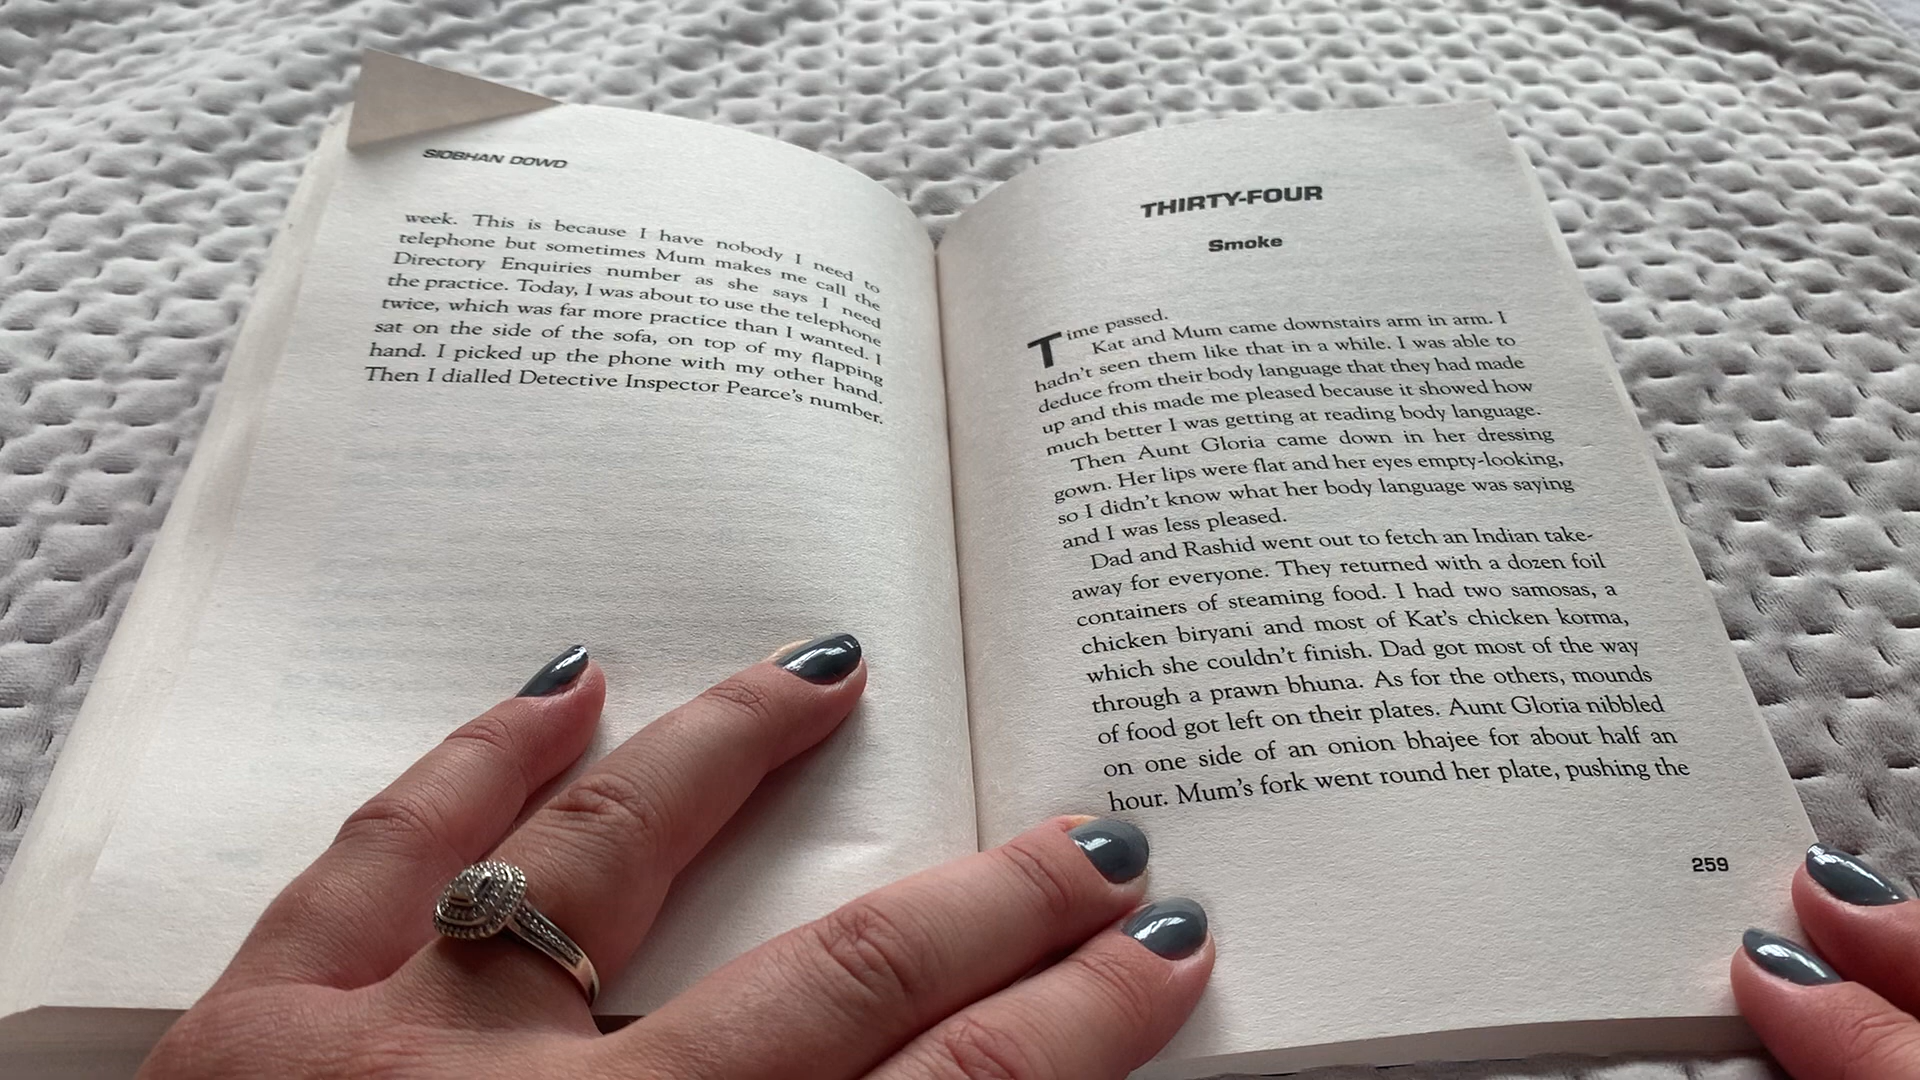 SIOBHAN DOWD
week. This is because I have nobody I need to
telephone but sometimes Mum makes me call the
Directory Enquiries number as she says I need
the practice. Today, I was about to use the telephone
twice, which was far more practice than I wanted. I
sat on the side of the sofa, on top of my flapping
hand. I picked up the phone with my other hand.
Then I dialled Detective Inspector Pearce's number.
THIRTY-FOUR
Smoke
Time passed.
Kat and Mum came downstairs arm in arm. I
hadn't seen them like that in a while. I was able to
deduce from their body language that they had made
up and this made me pleased because it showed how
much better I was getting at reading body language.
Then Aunt Gloria came down in her dressing
gown. Her lips were flat and her eyes empty-looking,
so I didn't know what her body language was saying
and I was less pleased.
Dad and Rashid went out to fetch an Indian take-
away for everyone. They returned with a dozen foil
containers of steaming food. I had two samosas, a
chicken biryani and most of Kat's chicken korma,
which she couldn't finish. Dad got most of the way
through a prawn bhuna. As for the others, mounds
of food got left on their plates. Aunt Gloria nibbled
on one side of an onion bhajee for about half an
hour. Mum's fork went round her plate, pushing the
259